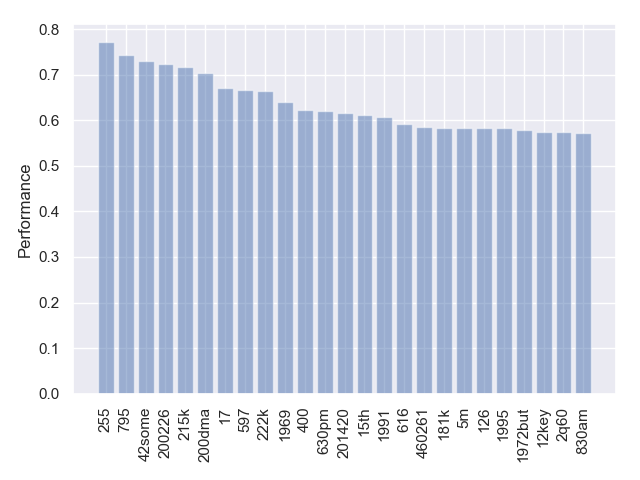 0.8
0.7
0.6
0.5
0.4
0.3
0.2
0.1
0.0
Performance
255
795
42some
200226
215k
200dma
17
597
222k
1969
400
630pm
201420
15th
1991
616
460261
181k
5m
126
1995
1972but
12key
2q60
830am